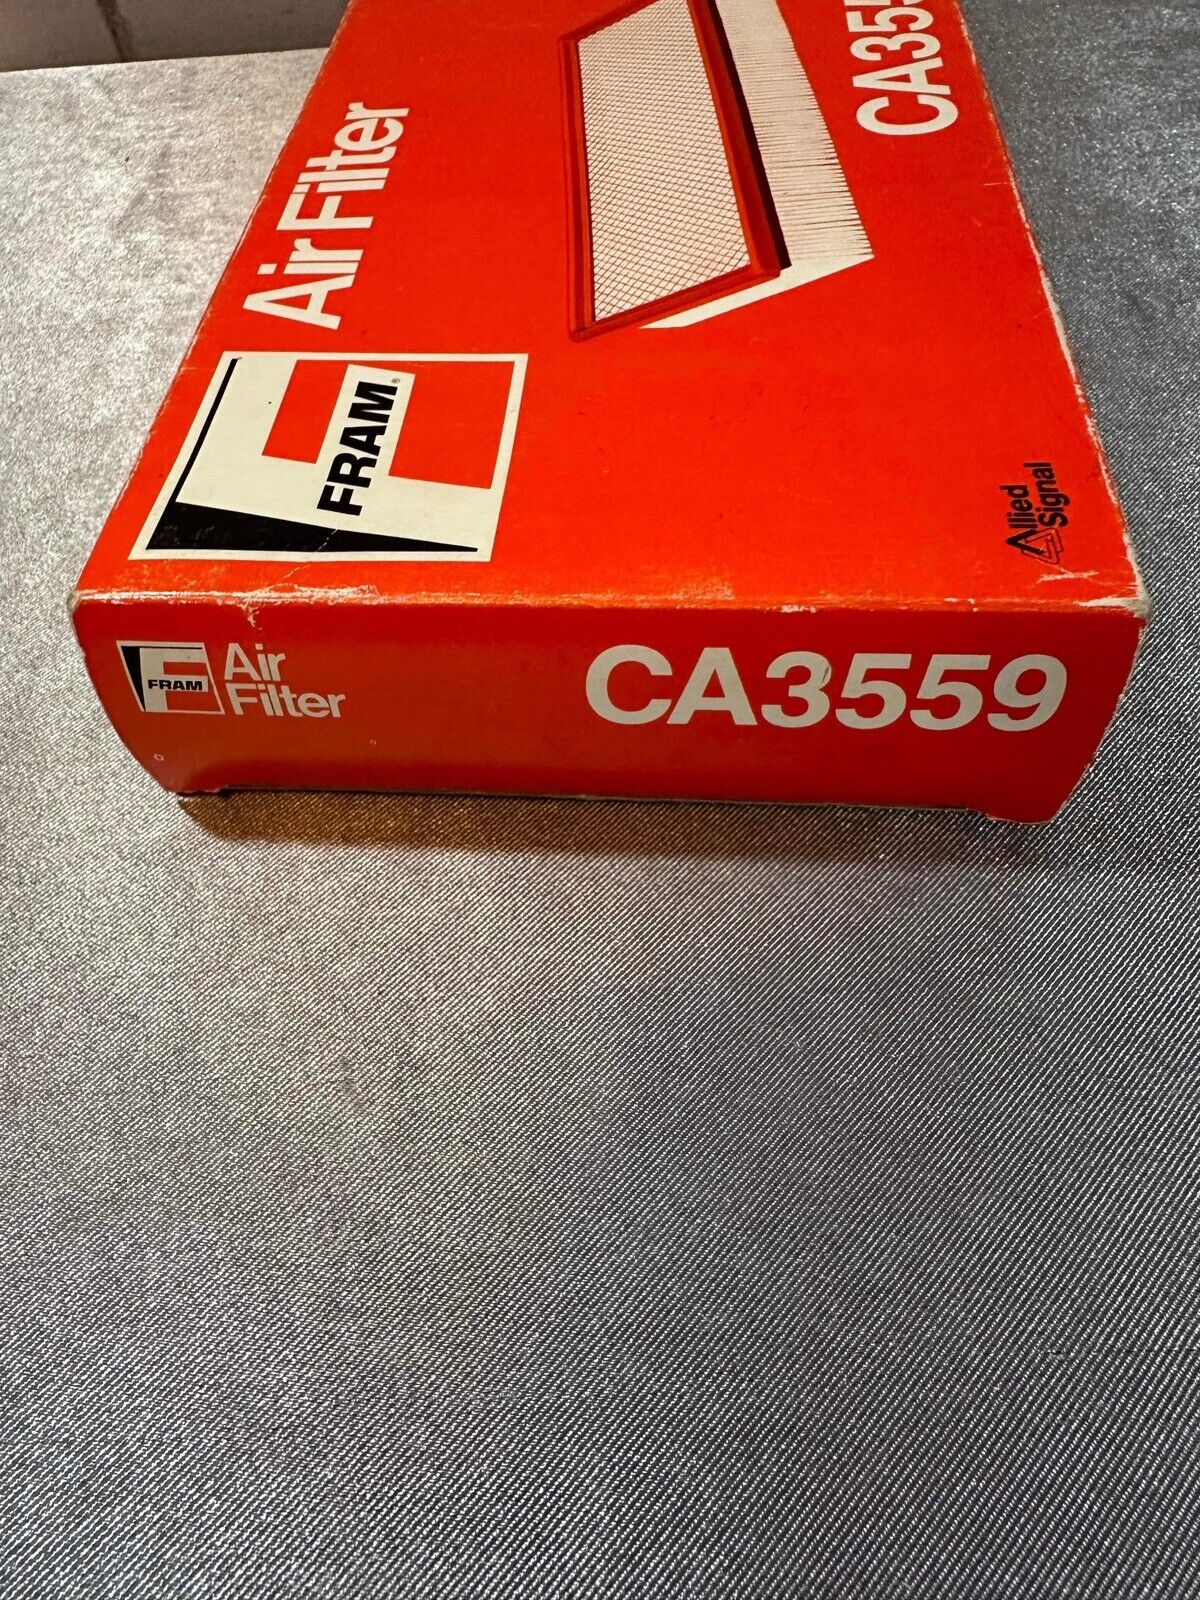 Air Filter
FRAM®
CA355
Allied
Signal
FRAM
Air
Filter
CA3559